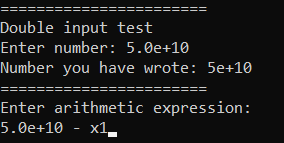 =======================
Double input test
Enter number: 5.0e+10
Number you have wrote: 5e+10
=======================
Enter arithmetic expression:
5.0e+10 - x1